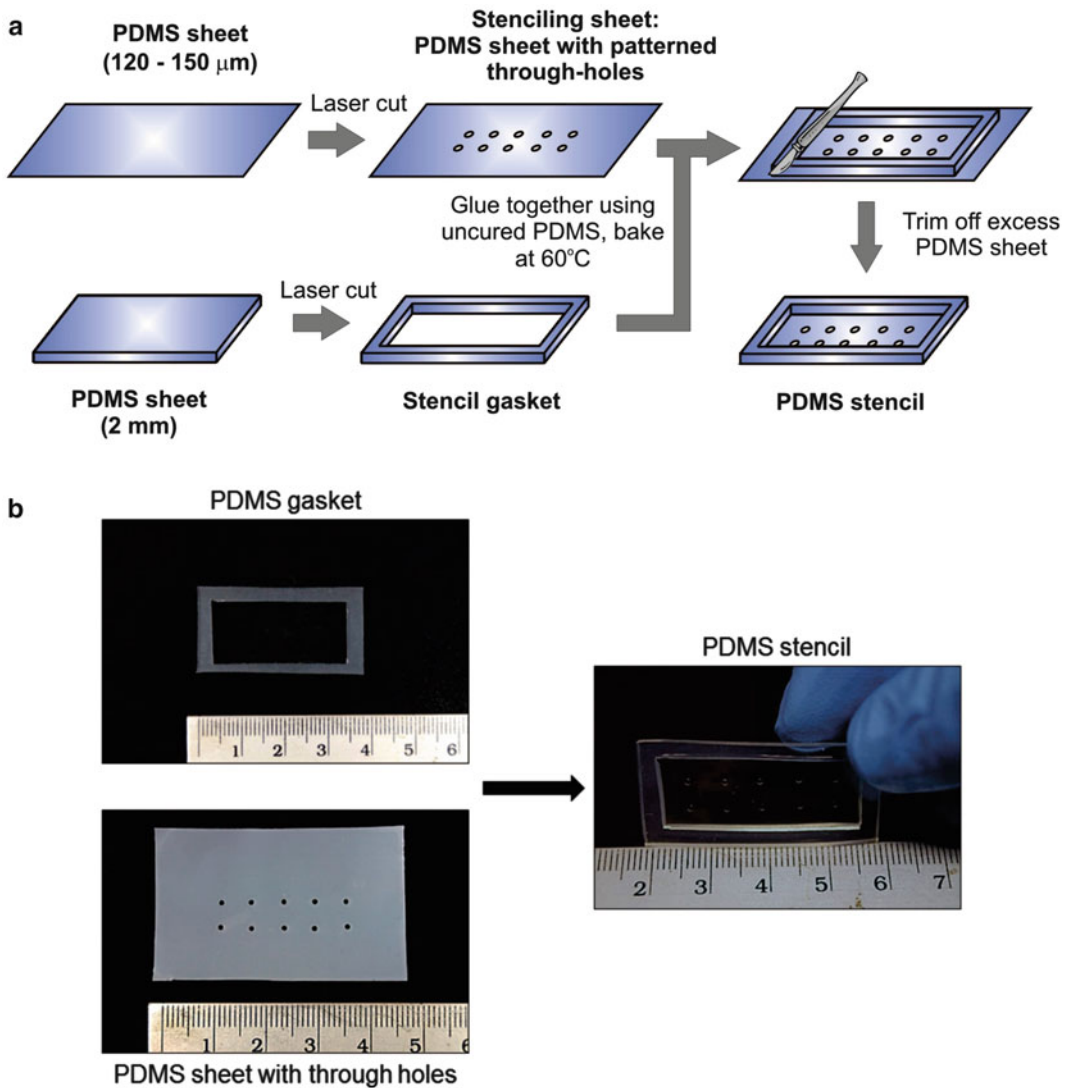 a
PDMS sheet
(120 - 150 μm)
Laser cut
Stenciling sheet:
PDMS sheet with patterned
through-holes
Glue together using
uncured PDMS, bake
at 60°C
Trim off excess
PDMS sheet
PDMS sheet
(2 mm)
Laser cut
Stencil gasket
PDMS stencil
b
PDMS gasket
1 2 3 4 5 6
PDMS sheet with through holes
1 2 3 4 5 6
PDMS stencil
2 3 4 5 6 7